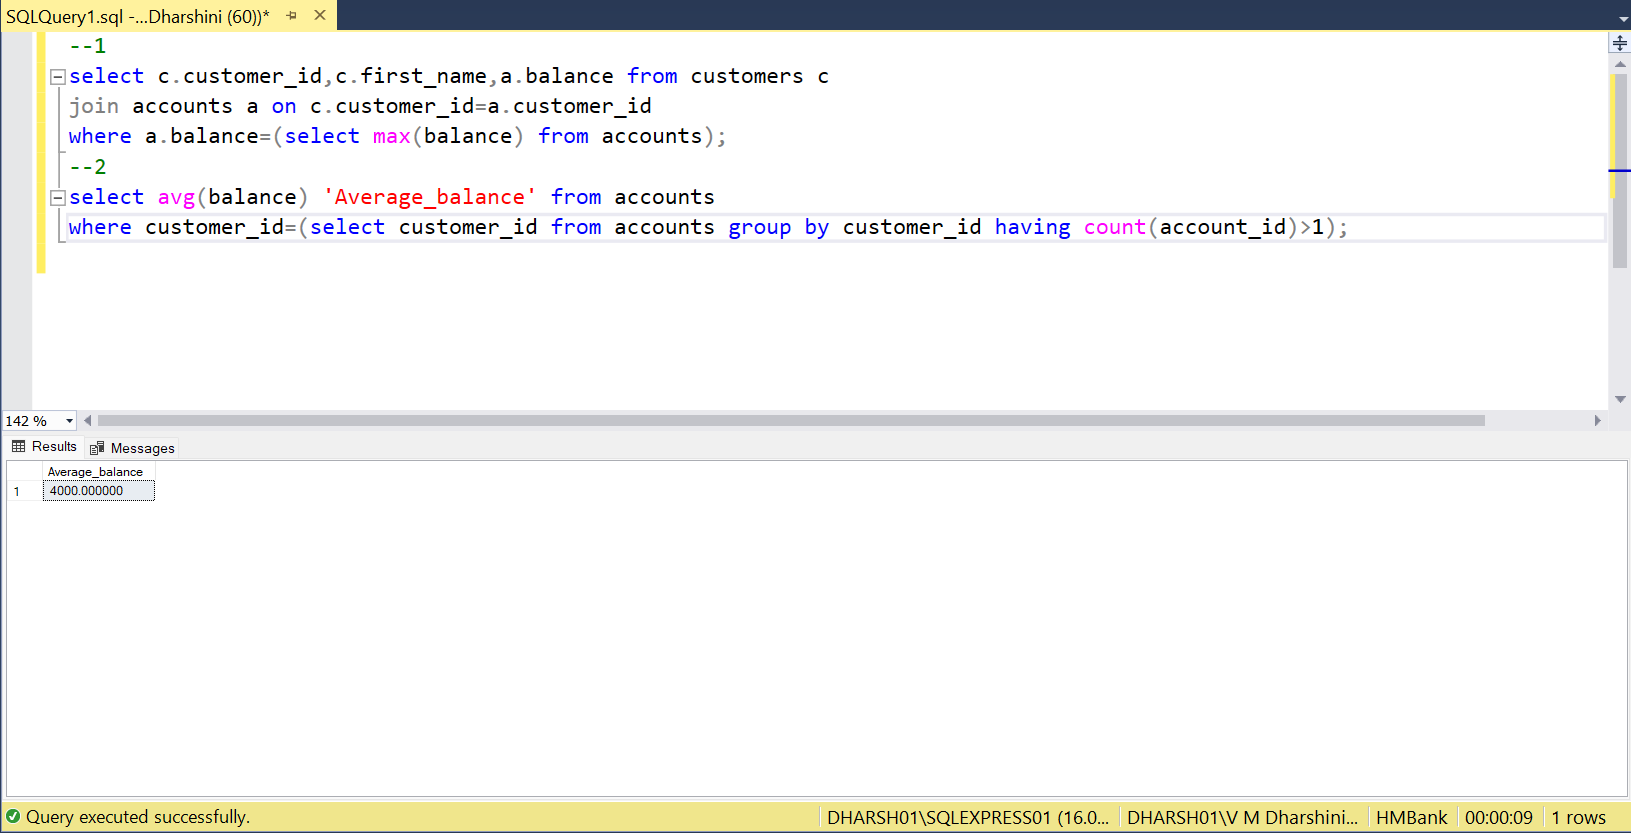 SQLQuery1.sql -...Dharshini (60))*
--1
select c.customer_id,c.first_name,a.balance from customers c
join accounts a on c.customer_id=a.customer_id
where a.balance=(select max(balance) from accounts);
--2
select avg(balance) 'Average_balance' from accounts
where customer_id=(select customer_id from accounts group by customer_id having count(account_id)>1);
142 %
Results Messages
Average_balance
1 4000.000000
Query executed successfully. DHARSH01\SQLEXPRESS01 (16.0... DHARSH01\V M Dharshini... HMBank 00:00:09 1 rows